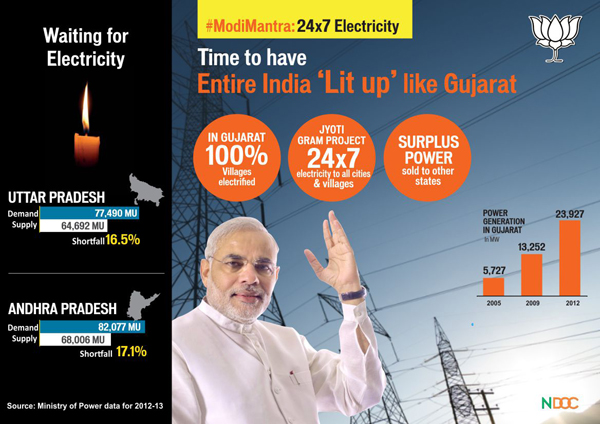 Waiting for
Electricity
UTTAR PRADESH
Demand 77,490 MU
Supply 64,692 MU
Shortfall 16.5%
ANDHRA PRADESH
Demand 82,077 MU
Supply 68,006 MU
Shortfall 17.1%
Source: Ministry of Power data for 2012-13
#ModiMantra: 24x7 Electricity
Time to have
Entire India ‘Lit up’ like Gujarat
IN GUJARAT
100%
Villages
electrified
JYOTI
GRAM PROJECT
24x7
electricity to all cities
& villages
SURPLUS
POWER
sold to other
states
POWER
GENERATION
IN GUJARAT
In MW
5,727
13,252
23,927
2005
2009
2012
NDOC